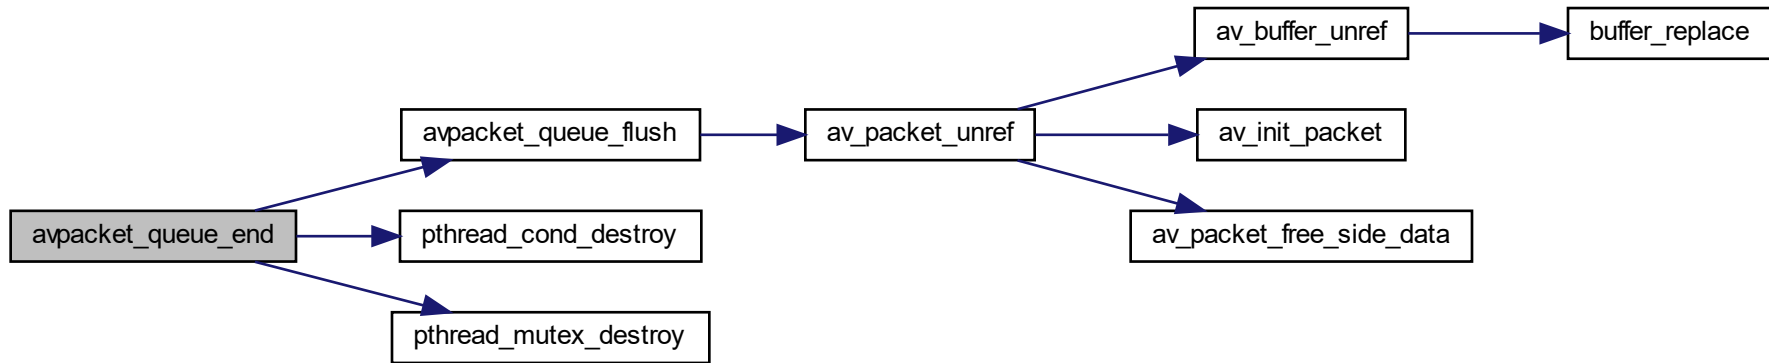 av_buffer_unref
buffer_replace
avpacket_queue_flush
av_packet_unref
av_init_packet
avpacket_queue_end
pthread_cond_destroy
av_packet_free_side_data
pthread_mutex_destroy